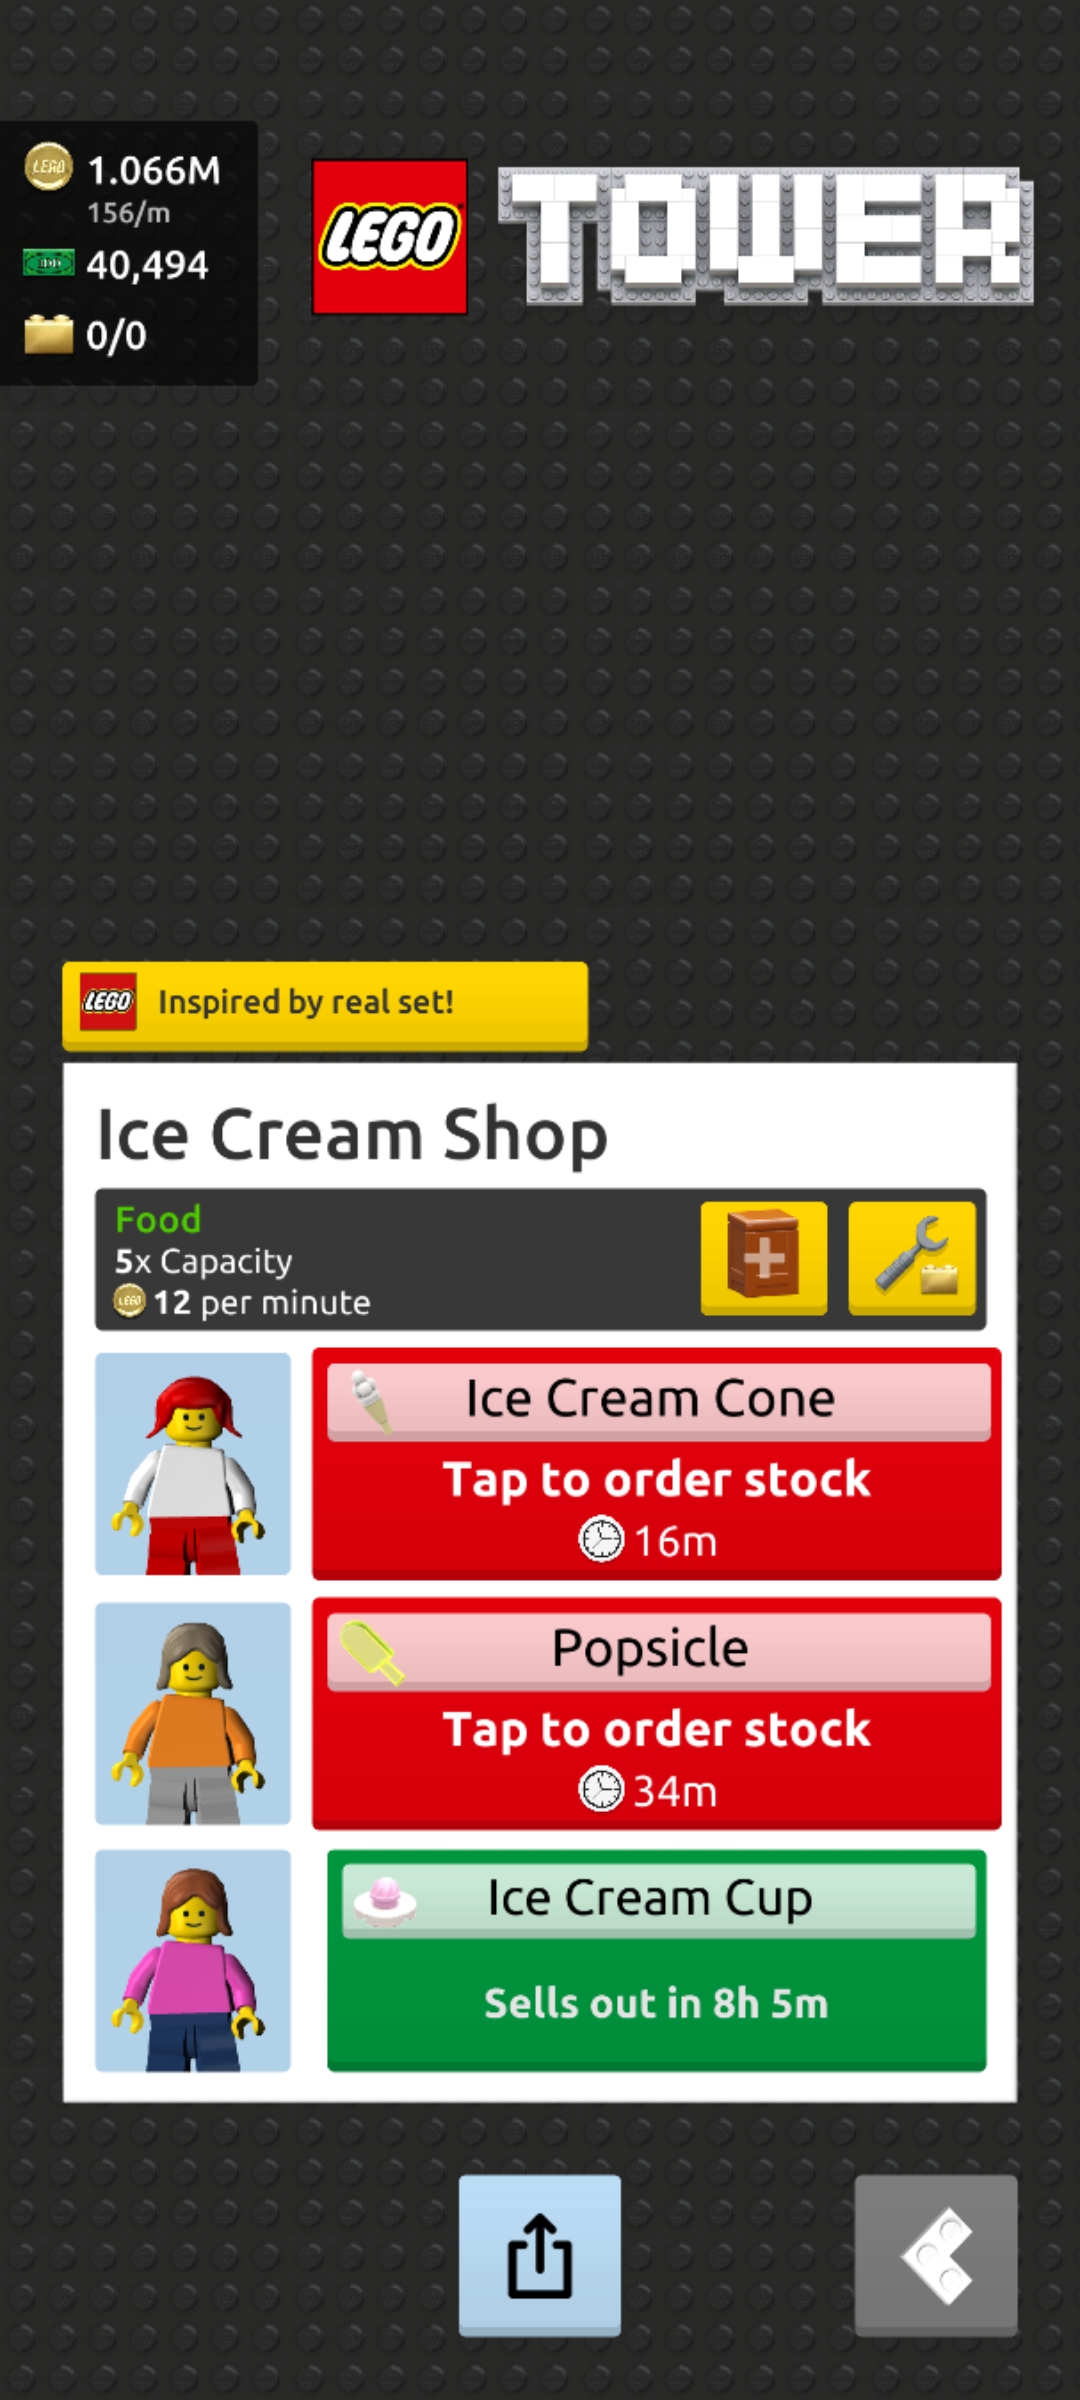 1.066M
156/m
40,494
0/0
LEGO TOWER
LEGO Inspired by real set!
Ice Cream Shop
Food
5x Capacity
12 per minute
Ice Cream Cone
Tap to order stock
16m
Popsicle
Tap to order stock
34m
Ice Cream Cup
Sells out in 8h 5m